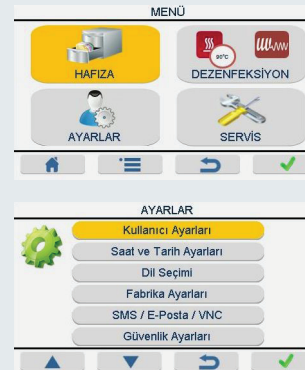 MENÜ
HAFIZA
90°C
DEZENFEKSİYON
AYARLAR
SERVİS
AYARLAR
Kullanıcı Ayarları
Saat ve Tarih Ayarları
Dil Seçimi
Fabrika Ayarları
SMS / E-Posta / VNC
Güvenlik Ayarları